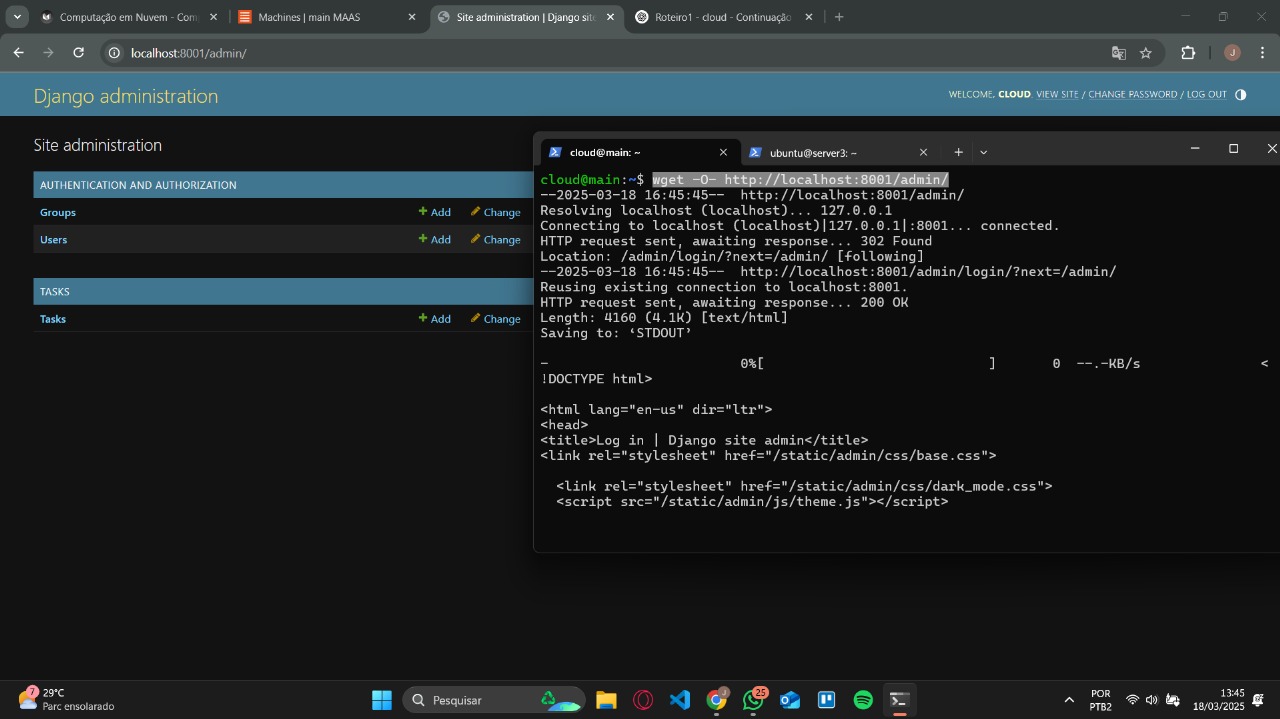 Computação em Nuvem - Com
Machines | main MAAS
Site administration | Django site
Roteiro1 - cloud - Continuação
localhost:8001/admin/
J
Django administration
WELCOME, CLOUD. VIEW SITE / CHANGE PASSWORD / LOG OUT
Site administration
AUTHENTICATION AND AUTHORIZATION
Groups
Add
Change
Users
Add
Change
TASKS
Tasks
Add
Change
cloud@main: ~
ubuntu@server3: ~
cloud@main:~$ wget -O- http://localhost:8001/admin/
--2025-03-18 16:45:45--  http://localhost:8001/admin/
Resolving localhost (localhost)... 127.0.0.1
Connecting to localhost (localhost)|127.0.0.1|:8001... connected.
HTTP request sent, awaiting response... 302 Found
Location: /admin/login/?next=/admin/ [following]
--2025-03-18 16:45:45--  http://localhost:8001/admin/login/?next=/admin/
Reusing existing connection to localhost:8001.
HTTP request sent, awaiting response... 200 OK
Length: 4160 (4.1K) [text/html]
Saving to: ‘STDOUT’
-                        0%[                            ]       0  --.-KB/s               <
!DOCTYPE html>
<html lang="en-us" dir="ltr">
<head>
<title>Log in | Django site admin</title>
<link rel="stylesheet" href="/static/admin/css/base.css">
<link rel="stylesheet" href="/static/admin/css/dark_mode.css">
<script src="/static/admin/js/theme.js"></script>
7
29°C
Parc ensolarado
Pesquisar
J
25
POR
PTB2
13:45
18/03/2025